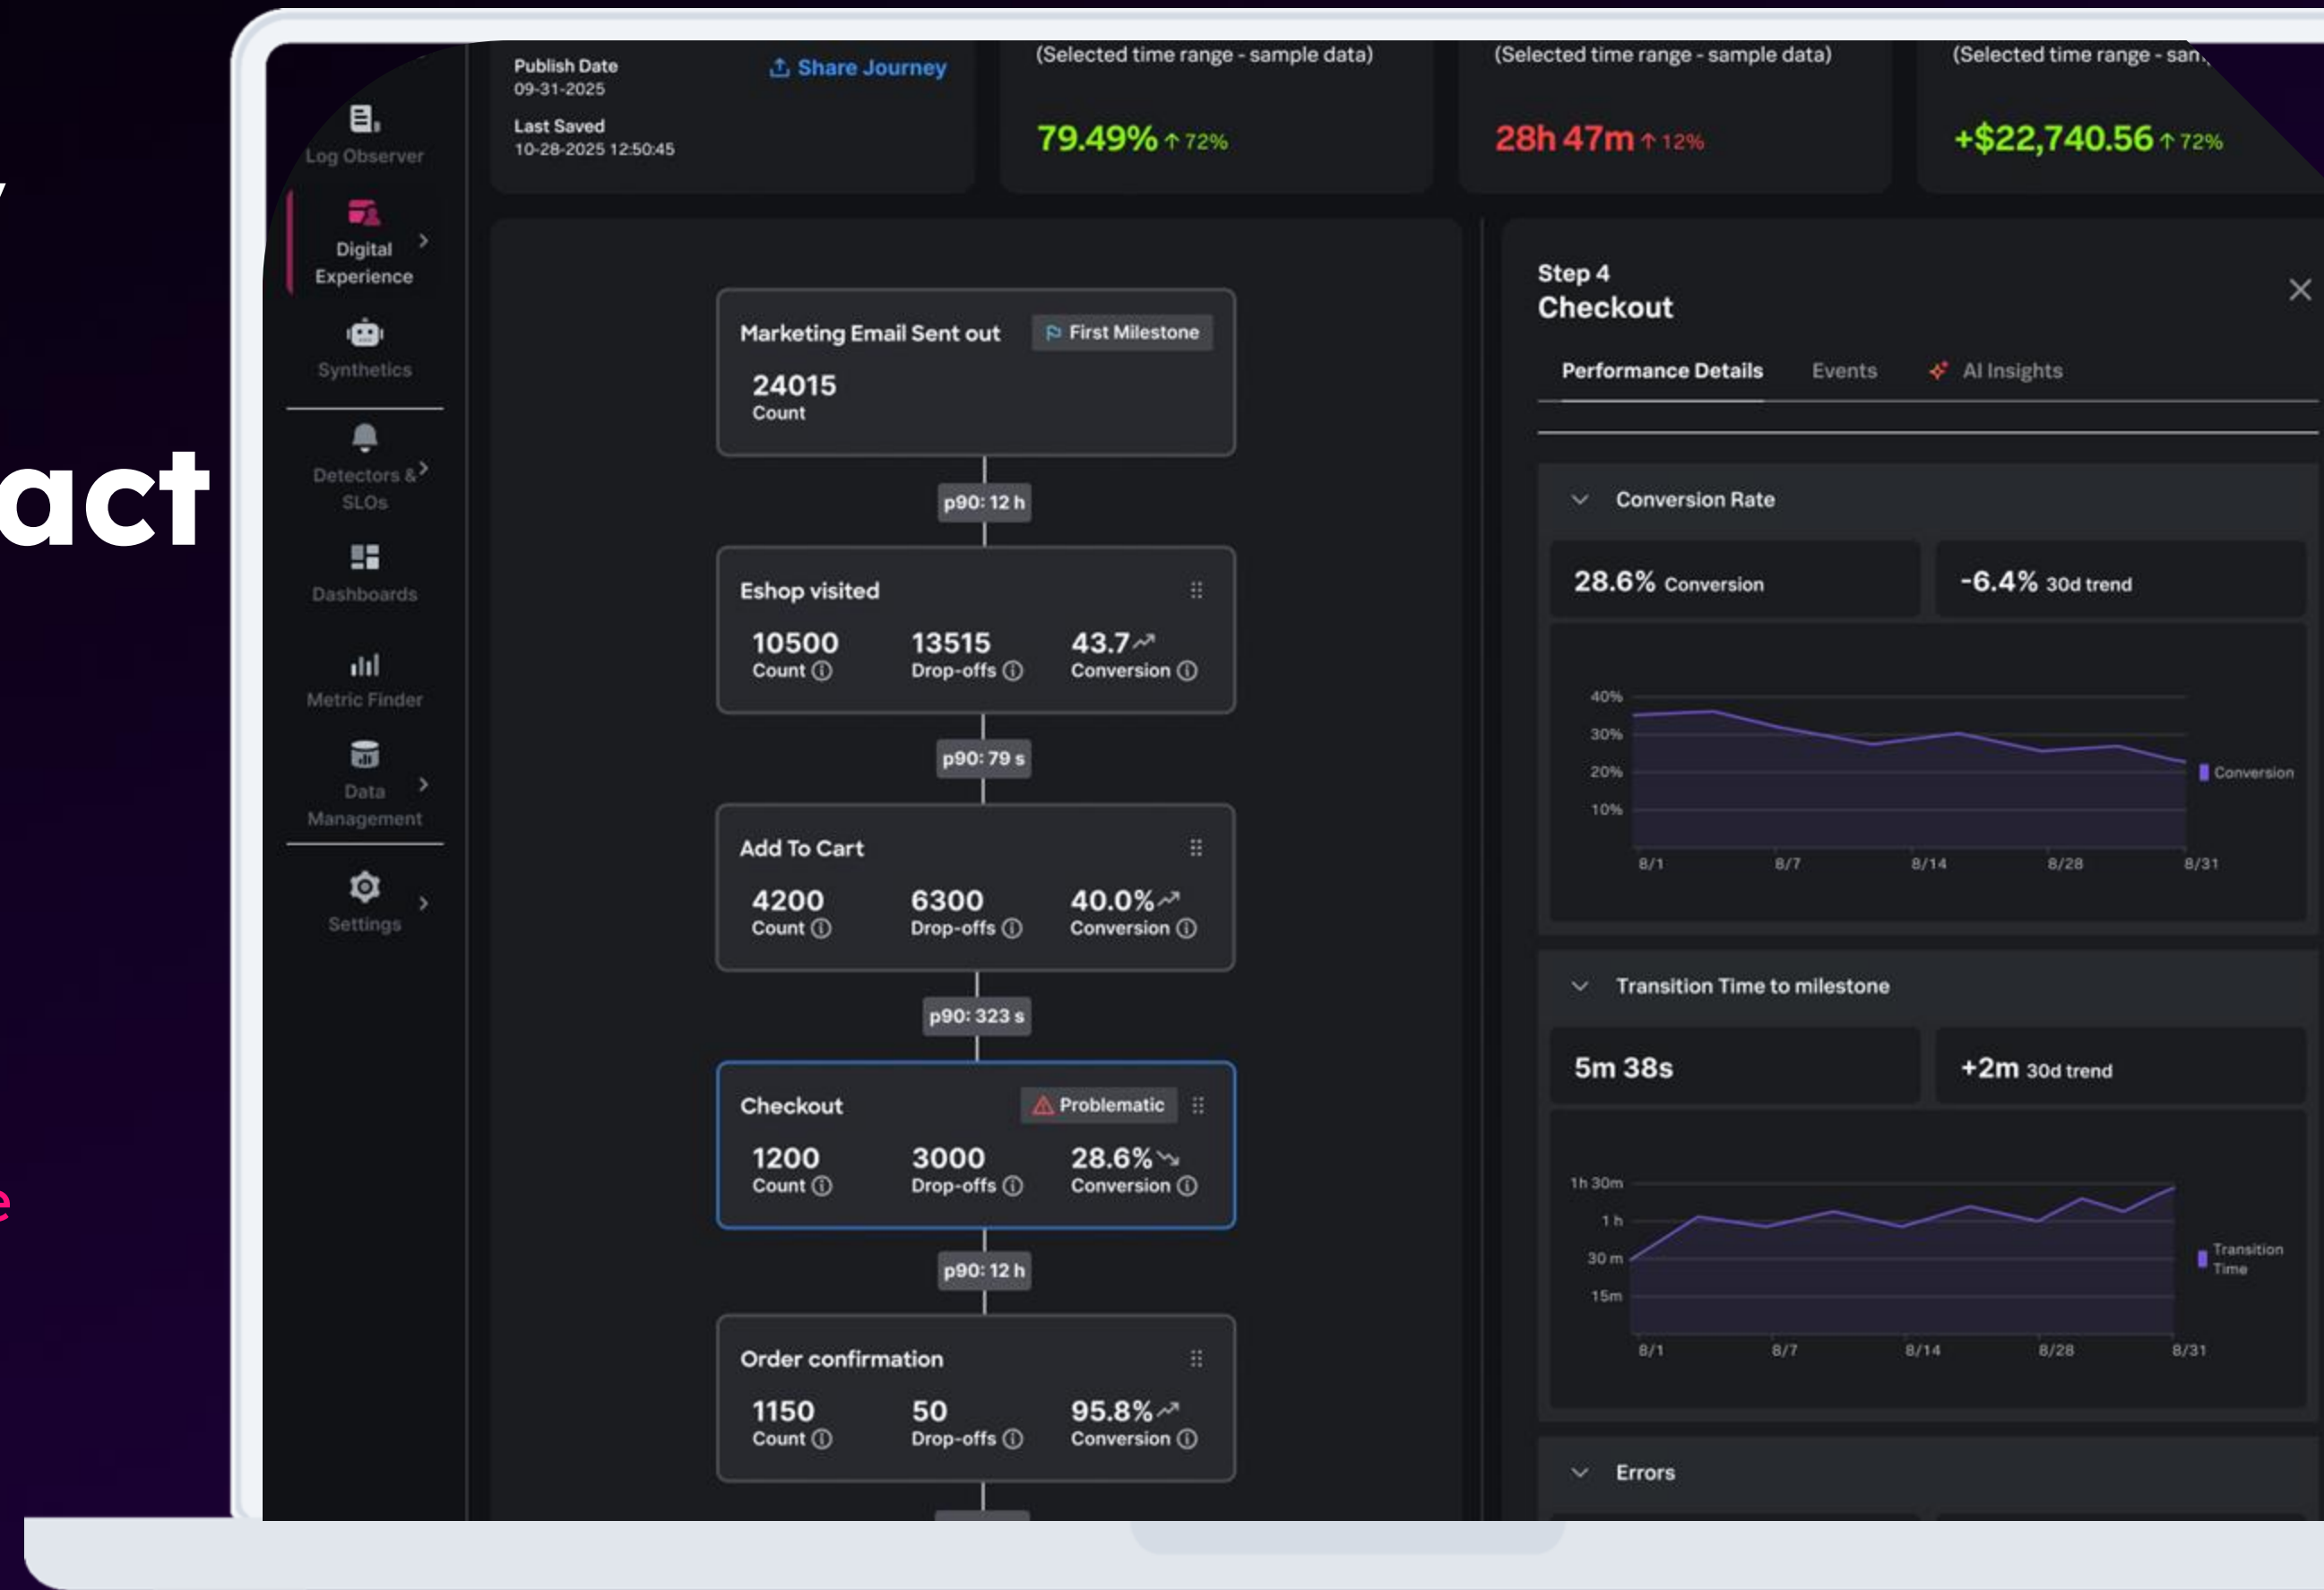 act
Log Observer
Digital
Experience
Synthetics
Detectors &
SLOs
Dashboards
Metric Finder
Data
Management
Settings
Publish Date
09-31-2025
Share Journey
Last Saved
10-28-2025 12:50:45
(Selected time range - sample data)
79.49% ↑ 72%
(Selected time range - sample data)
28h 47m ↑ 12%
(Selected time range -
+$22,740.56 ↑ 72%
Marketing Email Sent out
First Milestone
24015
Count
p90: 12 h
Eshop visited
10500 13515 43.7
Count Drop-offs Conversion
p90: 79 s
Add To Cart
4200 6300 40.0%
Count Drop-offs Conversion
p90: 323 s
Checkout
Problematic
1200 3000 28.6%
Count Drop-offs Conversion
p90: 12 h
Order confirmation
1150 50 95.8%
Count Drop-offs Conversion
Step 4
Checkout
Performance Details Events AI Insights
Conversion Rate
28.6% Conversion
-6.4% 30d trend
40%
30%
20%
10%
8/1 8/7 8/14 8/28 8/31
Conversion
Transition Time to milestone
5m 38s
+2m 30d trend
1h 30m
1 h
30 m
15m
8/1 8/7 8/14 8/28 8/31
Transition
Time
Errors